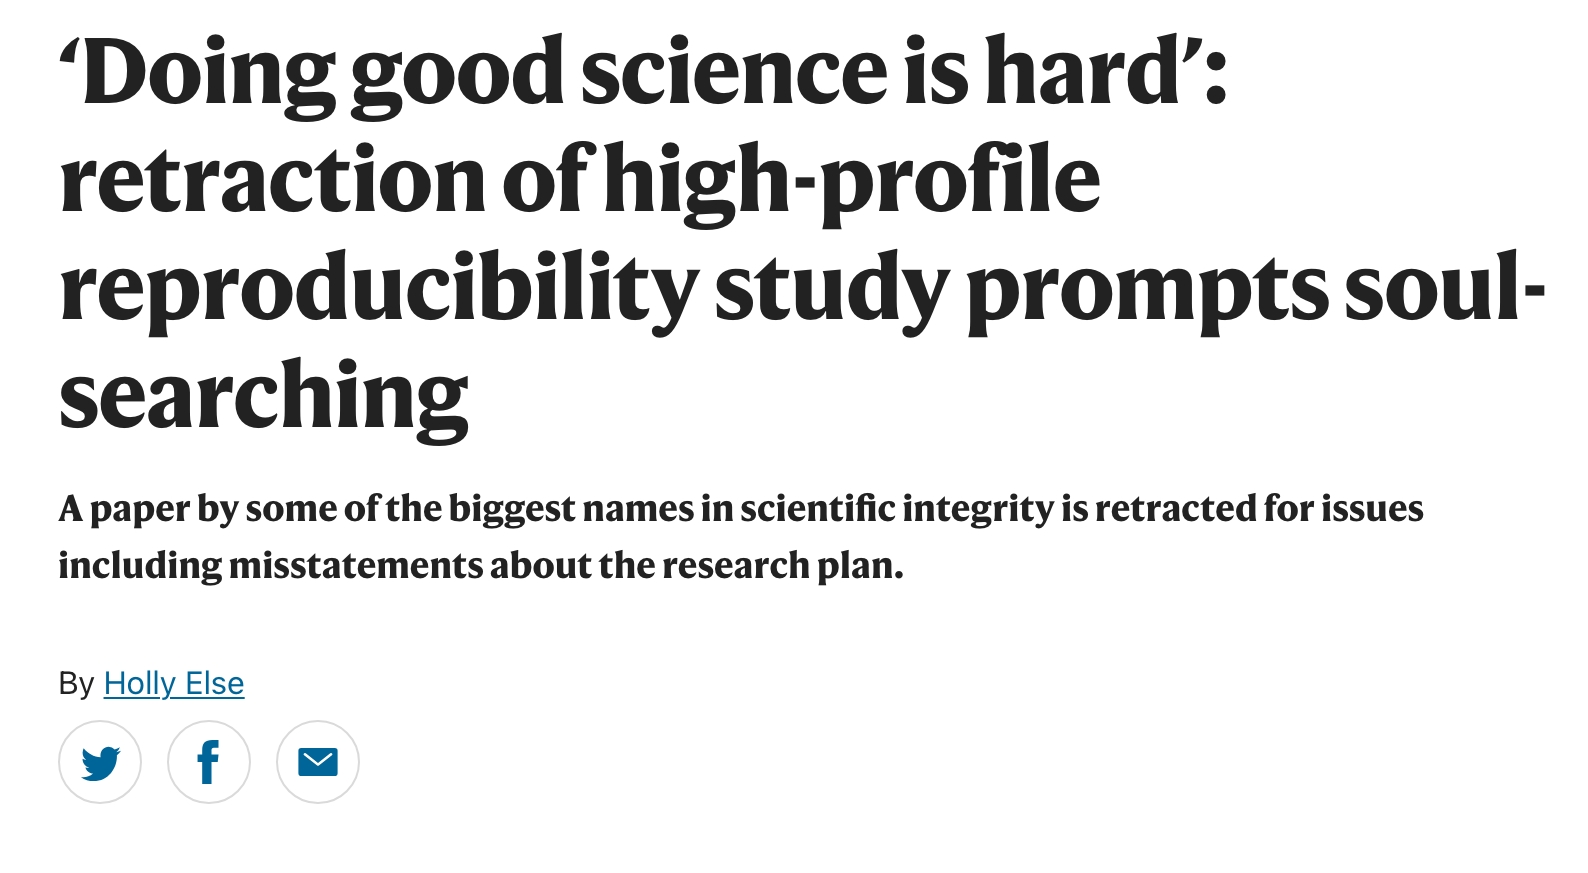 ‘Doing good science is hard’:
retraction of high-profile
reproducibility study prompts soul-
searching
A paper by some of the biggest names in scientific integrity is retracted for issues
including misstatements about the research plan.
By Holly Else